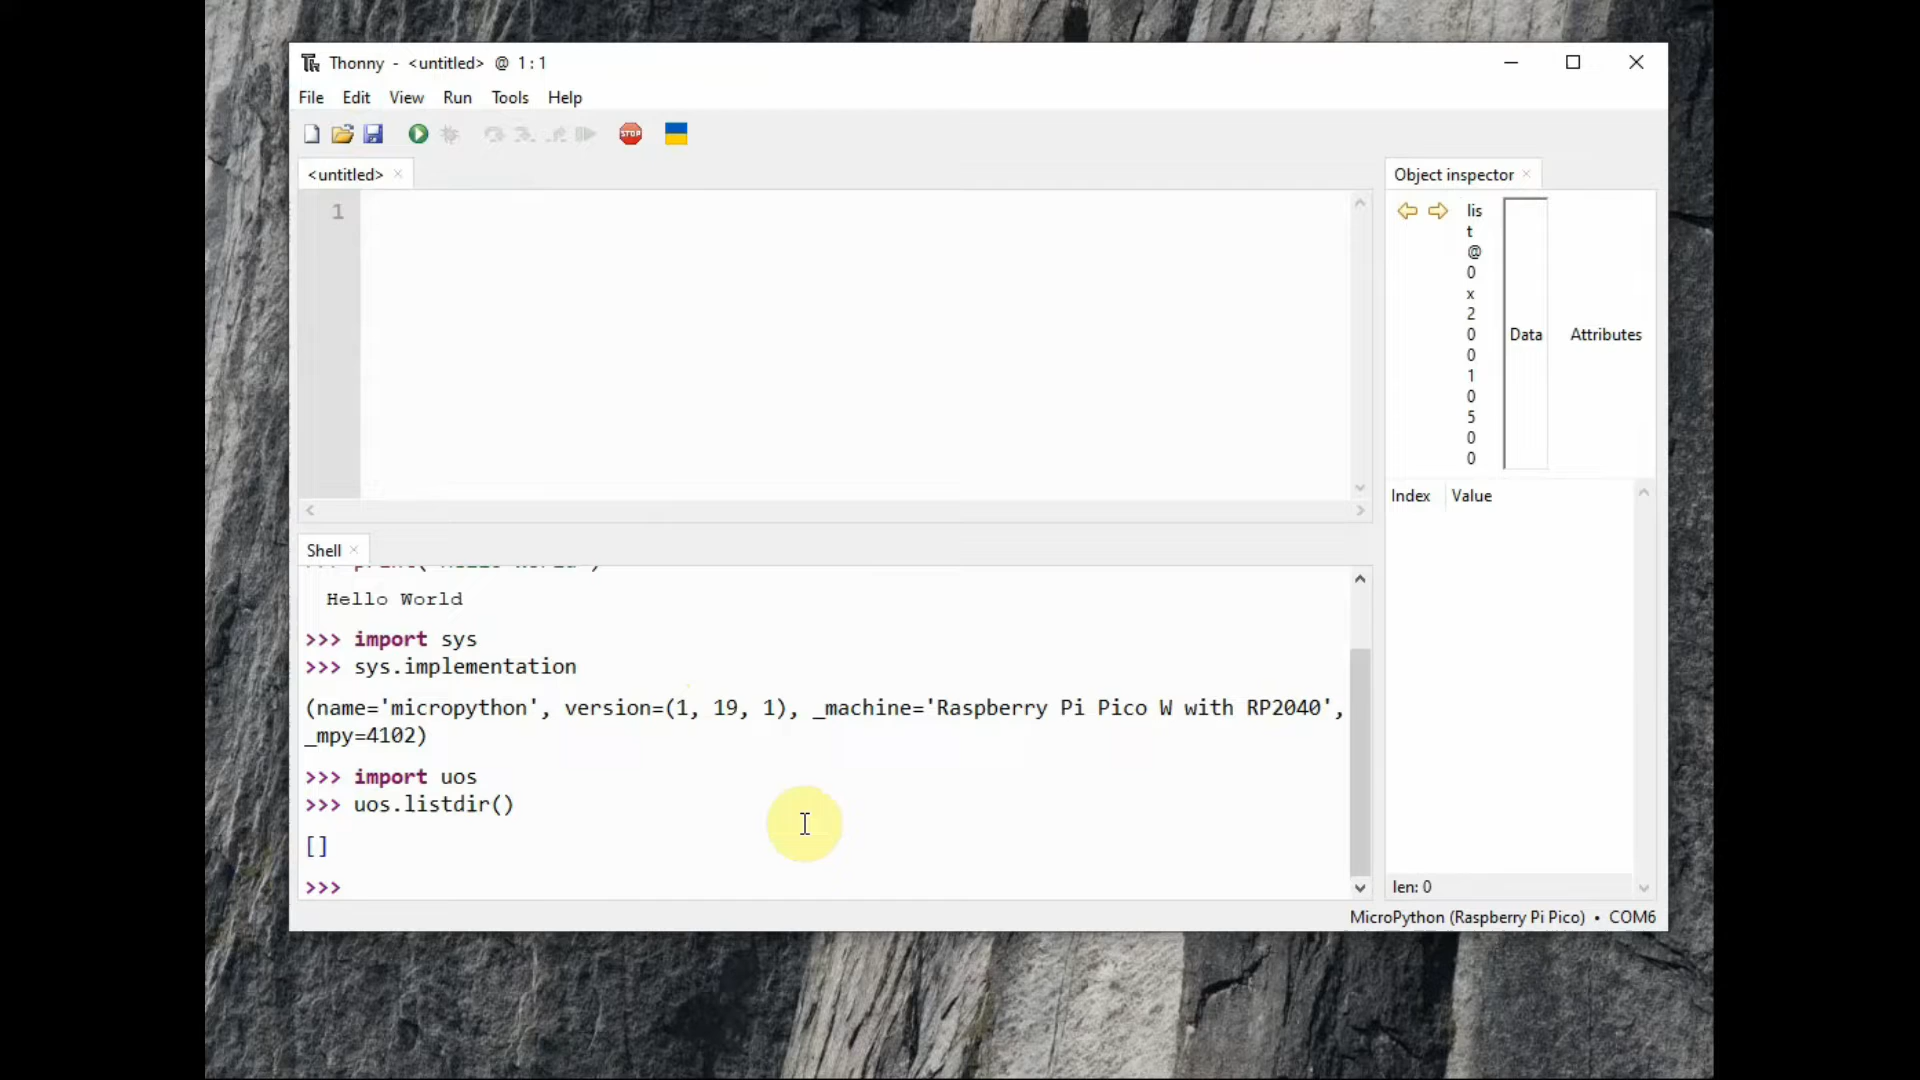 Thonny - <untitled> @ 1:1
File Edit View Run Tools Help
STOP
<untitled>
1
Object inspector
lis
t
@
0
x
2
0
0
1
0
5
0
0
Data
Attributes
Index Value
len: 0
Shell
Hello World
>>> import sys
>>> sys.implementation
(name='micropython', version=(1, 19, 1), _machine='Raspberry Pi Pico W with RP2040',
_mpy=4102)
>>> import uos
>>> uos.listdir()
[]
>>>
MicroPython (Raspberry Pi Pico) • COM6